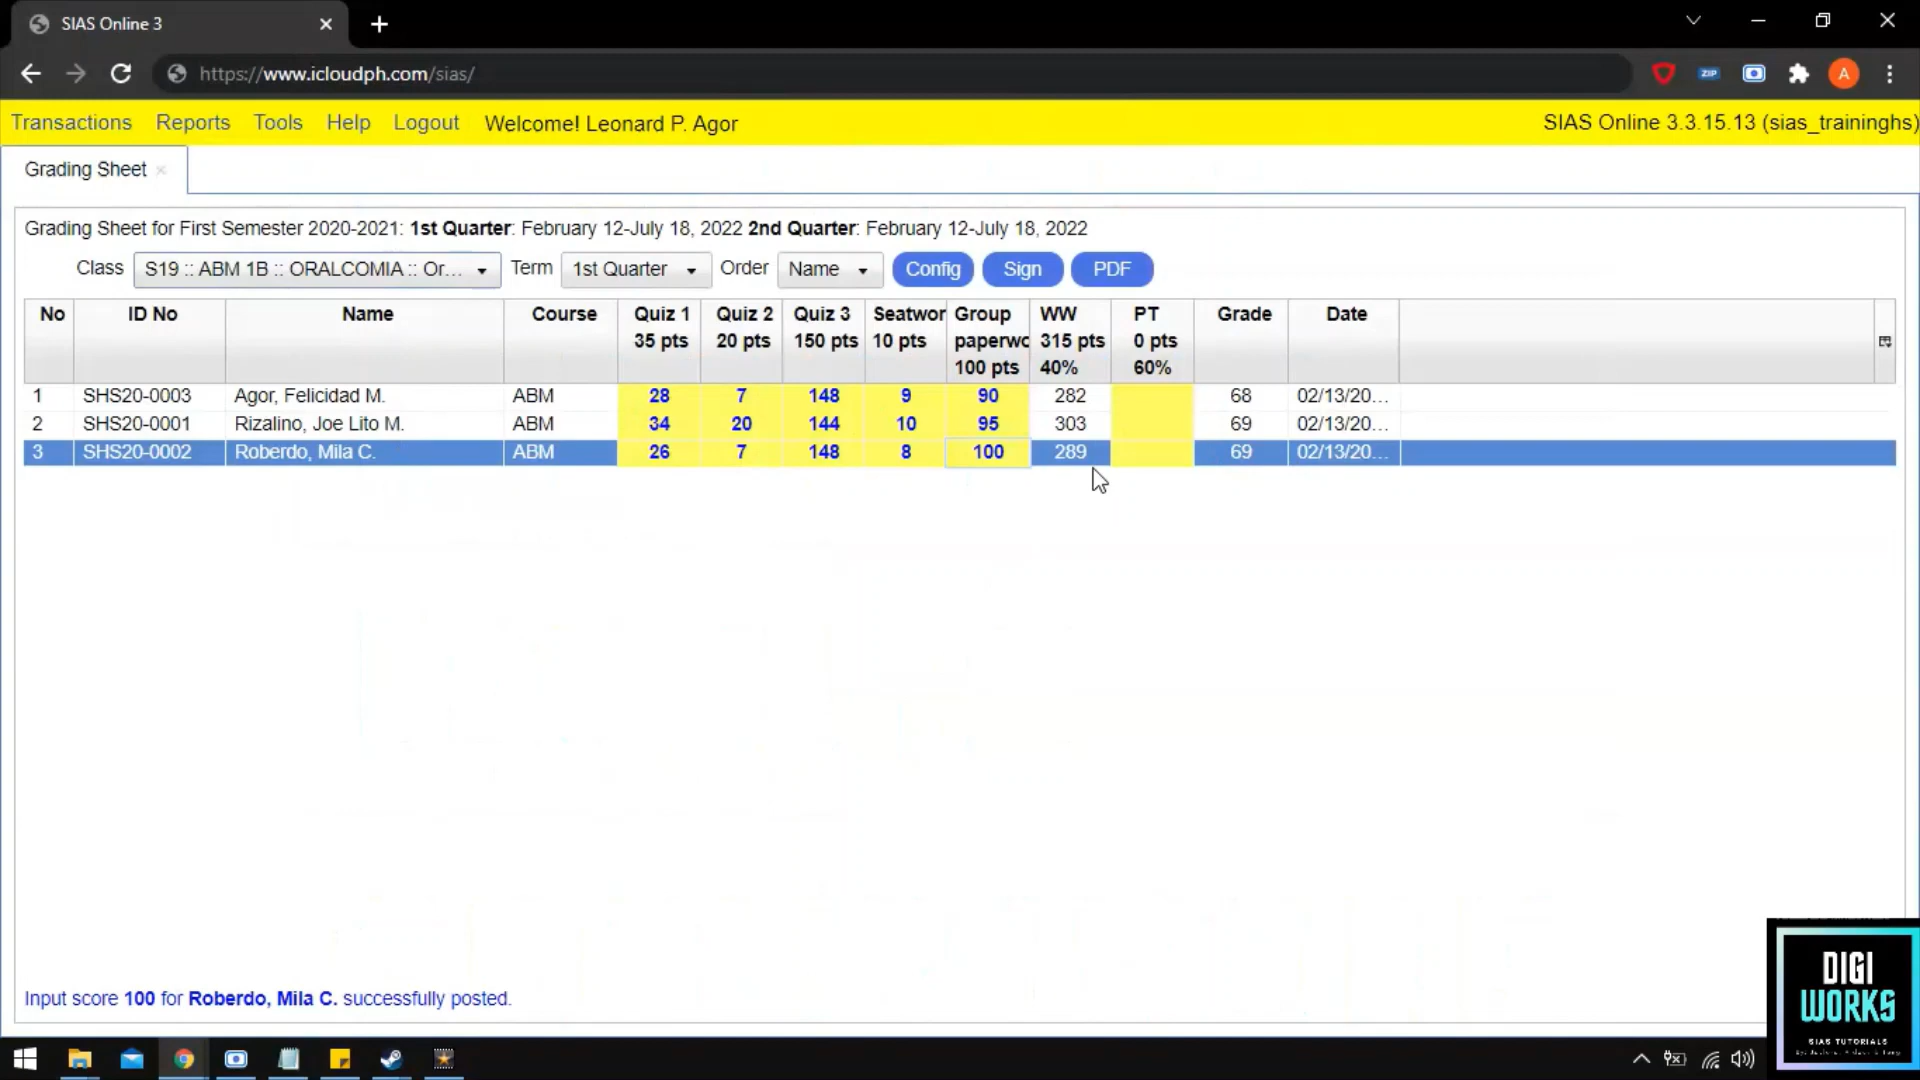 SIAS Online 3
https://www.icloudph.com/sias/
ZIP
A
Transactions Reports Tools Help Logout Welcome! Leonard P. Agor SIAS Online 3.3.15.13 (sias_traininghs)
Grading Sheet
Grading Sheet for First Semester 2020-2021: 1st Quarter: February 12-July 18, 2022 2nd Quarter: February 12-July 18, 2022
Class S19 :: ABM 1B :: ORALCOMIA :: Or... Term 1st Quarter Order Name Config Sign PDF
No ID No Name Course Quiz 1 Quiz 2 Quiz 3 Seatwor Group WW PT Grade Date
35 pts 20 pts 150 pts 10 pts paperwo 315 pts 0 pts
100 pts 40% 60%
1 SHS20-0003 Agor, Felicidad M. ABM 28 7 148 9 90 282 68 02/13/20...
2 SHS20-0001 Rizalino, Joe Lito M. ABM 34 20 144 10 95 303 69 02/13/20...
3 SHS20-0002 Roberdo, Mila C. ABM 26 7 148 8 100 289 69 02/13/20...
Input score 100 for Roberdo, Mila C. successfully posted.
DIGI
WORKS
SIAS TUTORIALS